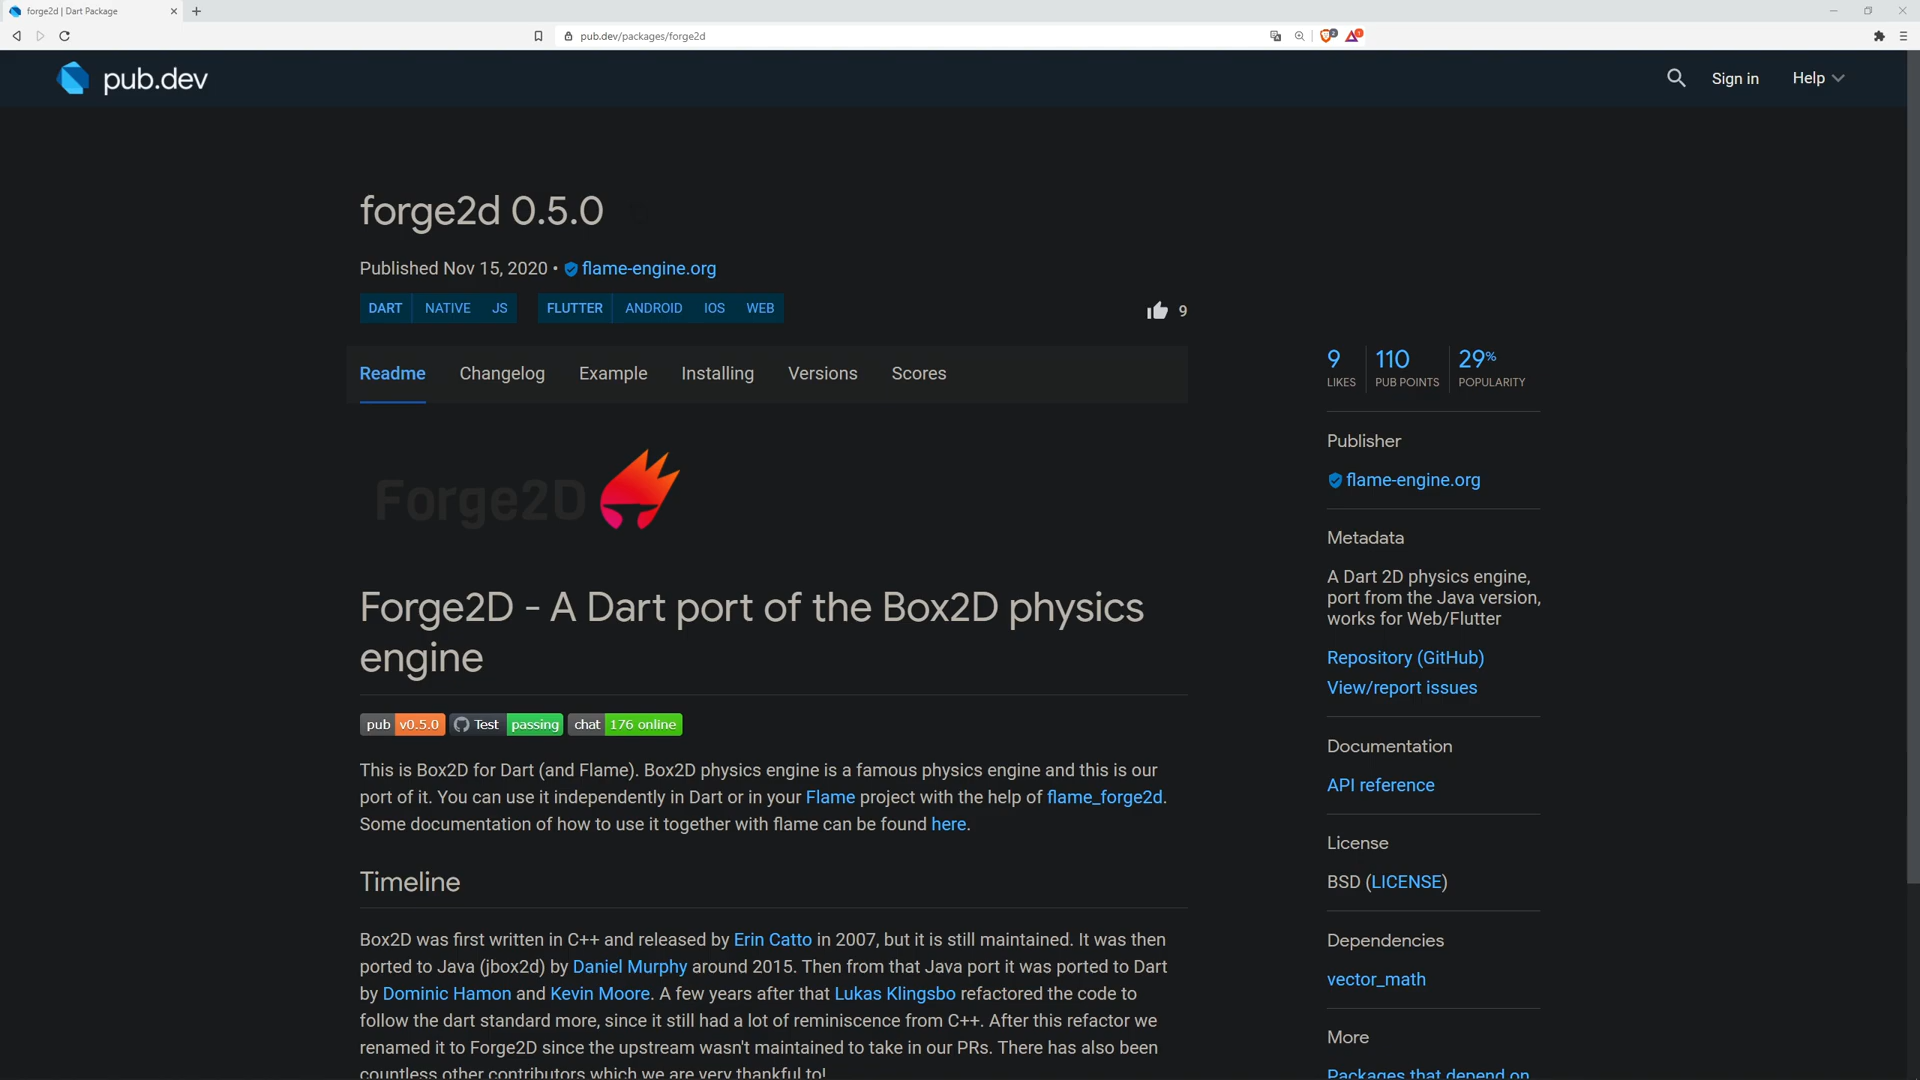 forge2d | Dart Package
pub.dev/packages/forge2d
pub.dev
Sign in
Help
forge2d 0.5.0
Published Nov 15, 2020 • flame-engine.org
DART NATIVE JS FLUTTER ANDROID IOS WEB
9
Readme Changelog Example Installing Versions Scores
Forge2D
Forge2D - A Dart port of the Box2D physics
engine
pub v0.5.0 Test passing chat 176 online
This is Box2D for Dart (and Flame). Box2D physics engine is a famous physics engine and this is our
port of it. You can use it independently in Dart or in your Flame project with the help of flame_forge2d.
Some documentation of how to use it together with flame can be found here.
Timeline
Box2D was first written in C++ and released by Erin Catto in 2007, but it is still maintained. It was then
ported to Java (jbox2d) by Daniel Murphy around 2015. Then from that Java port it was ported to Dart
by Dominic Hamon and Kevin Moore. A few years after that Lukas Klingsbo refactored the code to
follow the dart standard more, since it still had a lot of reminiscence from C++. After this refactor we
renamed it to Forge2D since the upstream wasn't maintained to take in our PRs. There has also been
countless other contributors which we are very thankful to!
9 110 29%
LIKES PUB POINTS POPULARITY
Publisher
flame-engine.org
Metadata
A Dart 2D physics engine,
port from the Java version,
works for Web/Flutter
Repository (GitHub)
View/report issues
Documentation
API reference
License
BSD (LICENSE)
Dependencies
vector_math
More
Packages that depend on